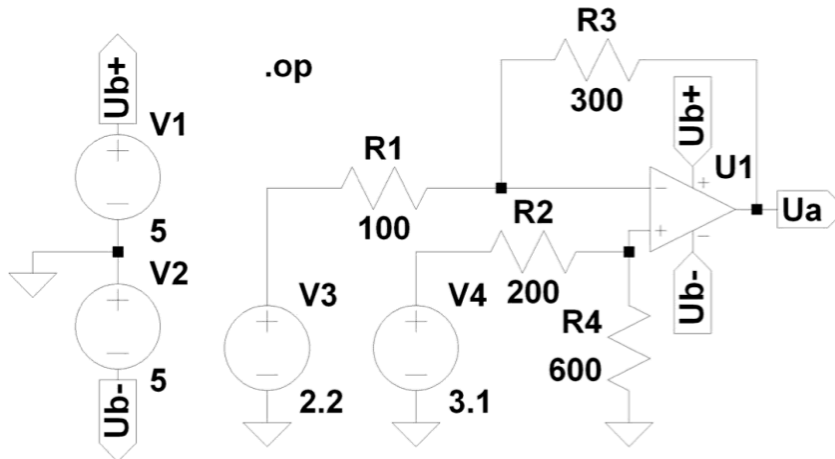 Ub+
V1
5
V2
5
Ub-
.op
R3
300
Ub+
U1
R1
100
R2
200
Ua
Ub-
V3
2.2
V4
3.1
R4
600